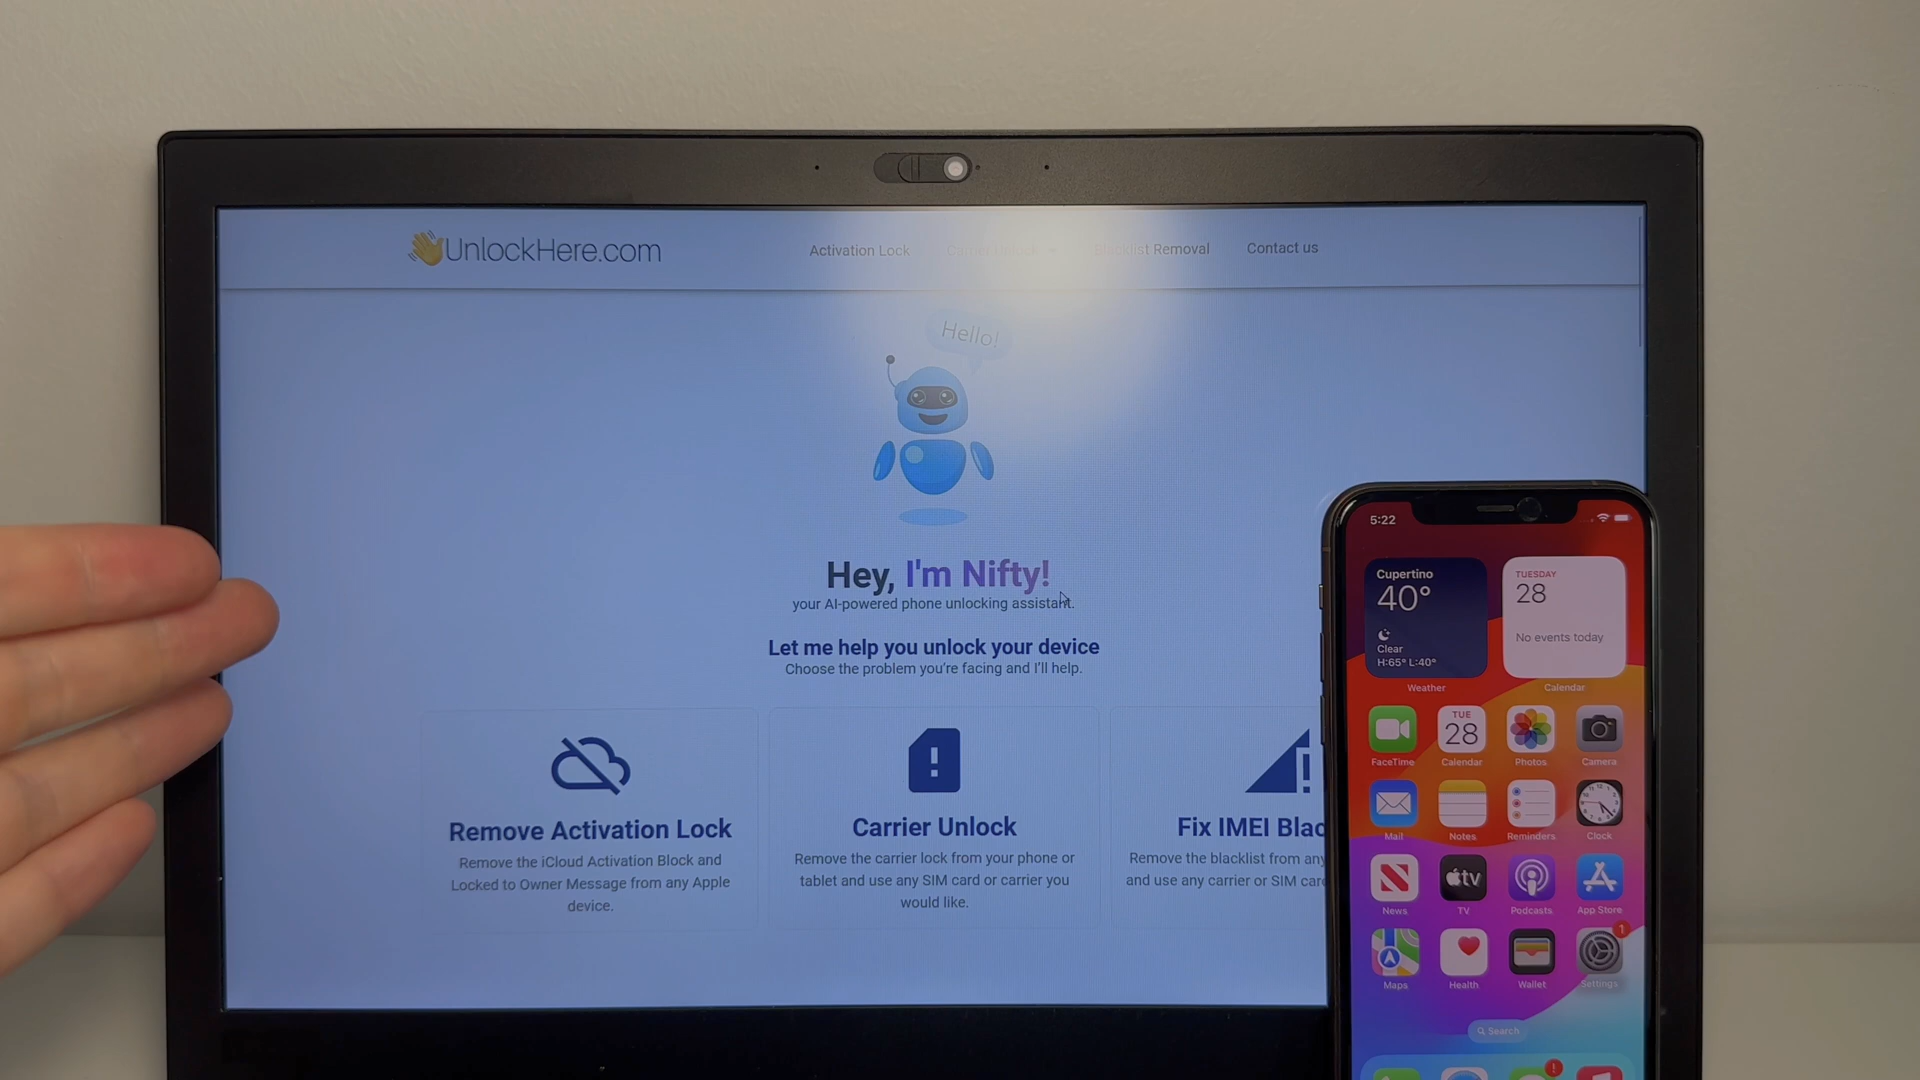 UnlockHere.com
Activation Lock
Carrier Unlock
Blacklist Removal
Contact us
Hello!
Hey, I'm Nifty!
your AI-powered phone unlocking assistant.
Let me help you unlock your device
Choose the problem you're facing and I'll help.
Remove Activation Lock
Remove the iCloud Activation Block and
Locked to Owner Message from any Apple
device.
Carrier Unlock
Remove the carrier lock from your phone or
tablet and use any SIM card or carrier you
would like.
Fix IMEI Blac
Remove the blacklist from any
and use any carrier or SIM card
5:22
Cupertino
40°
Clear
H:65° L:40°
Weather
TUESDAY
28
No events today
Calendar
FaceTime
TUE
28
Calendar
Photos
Camera
Mail
Notes
Reminders
Clock
News
tv
TV
Podcasts
App Store
Maps
Health
Wallet
1
Settings
Search
!